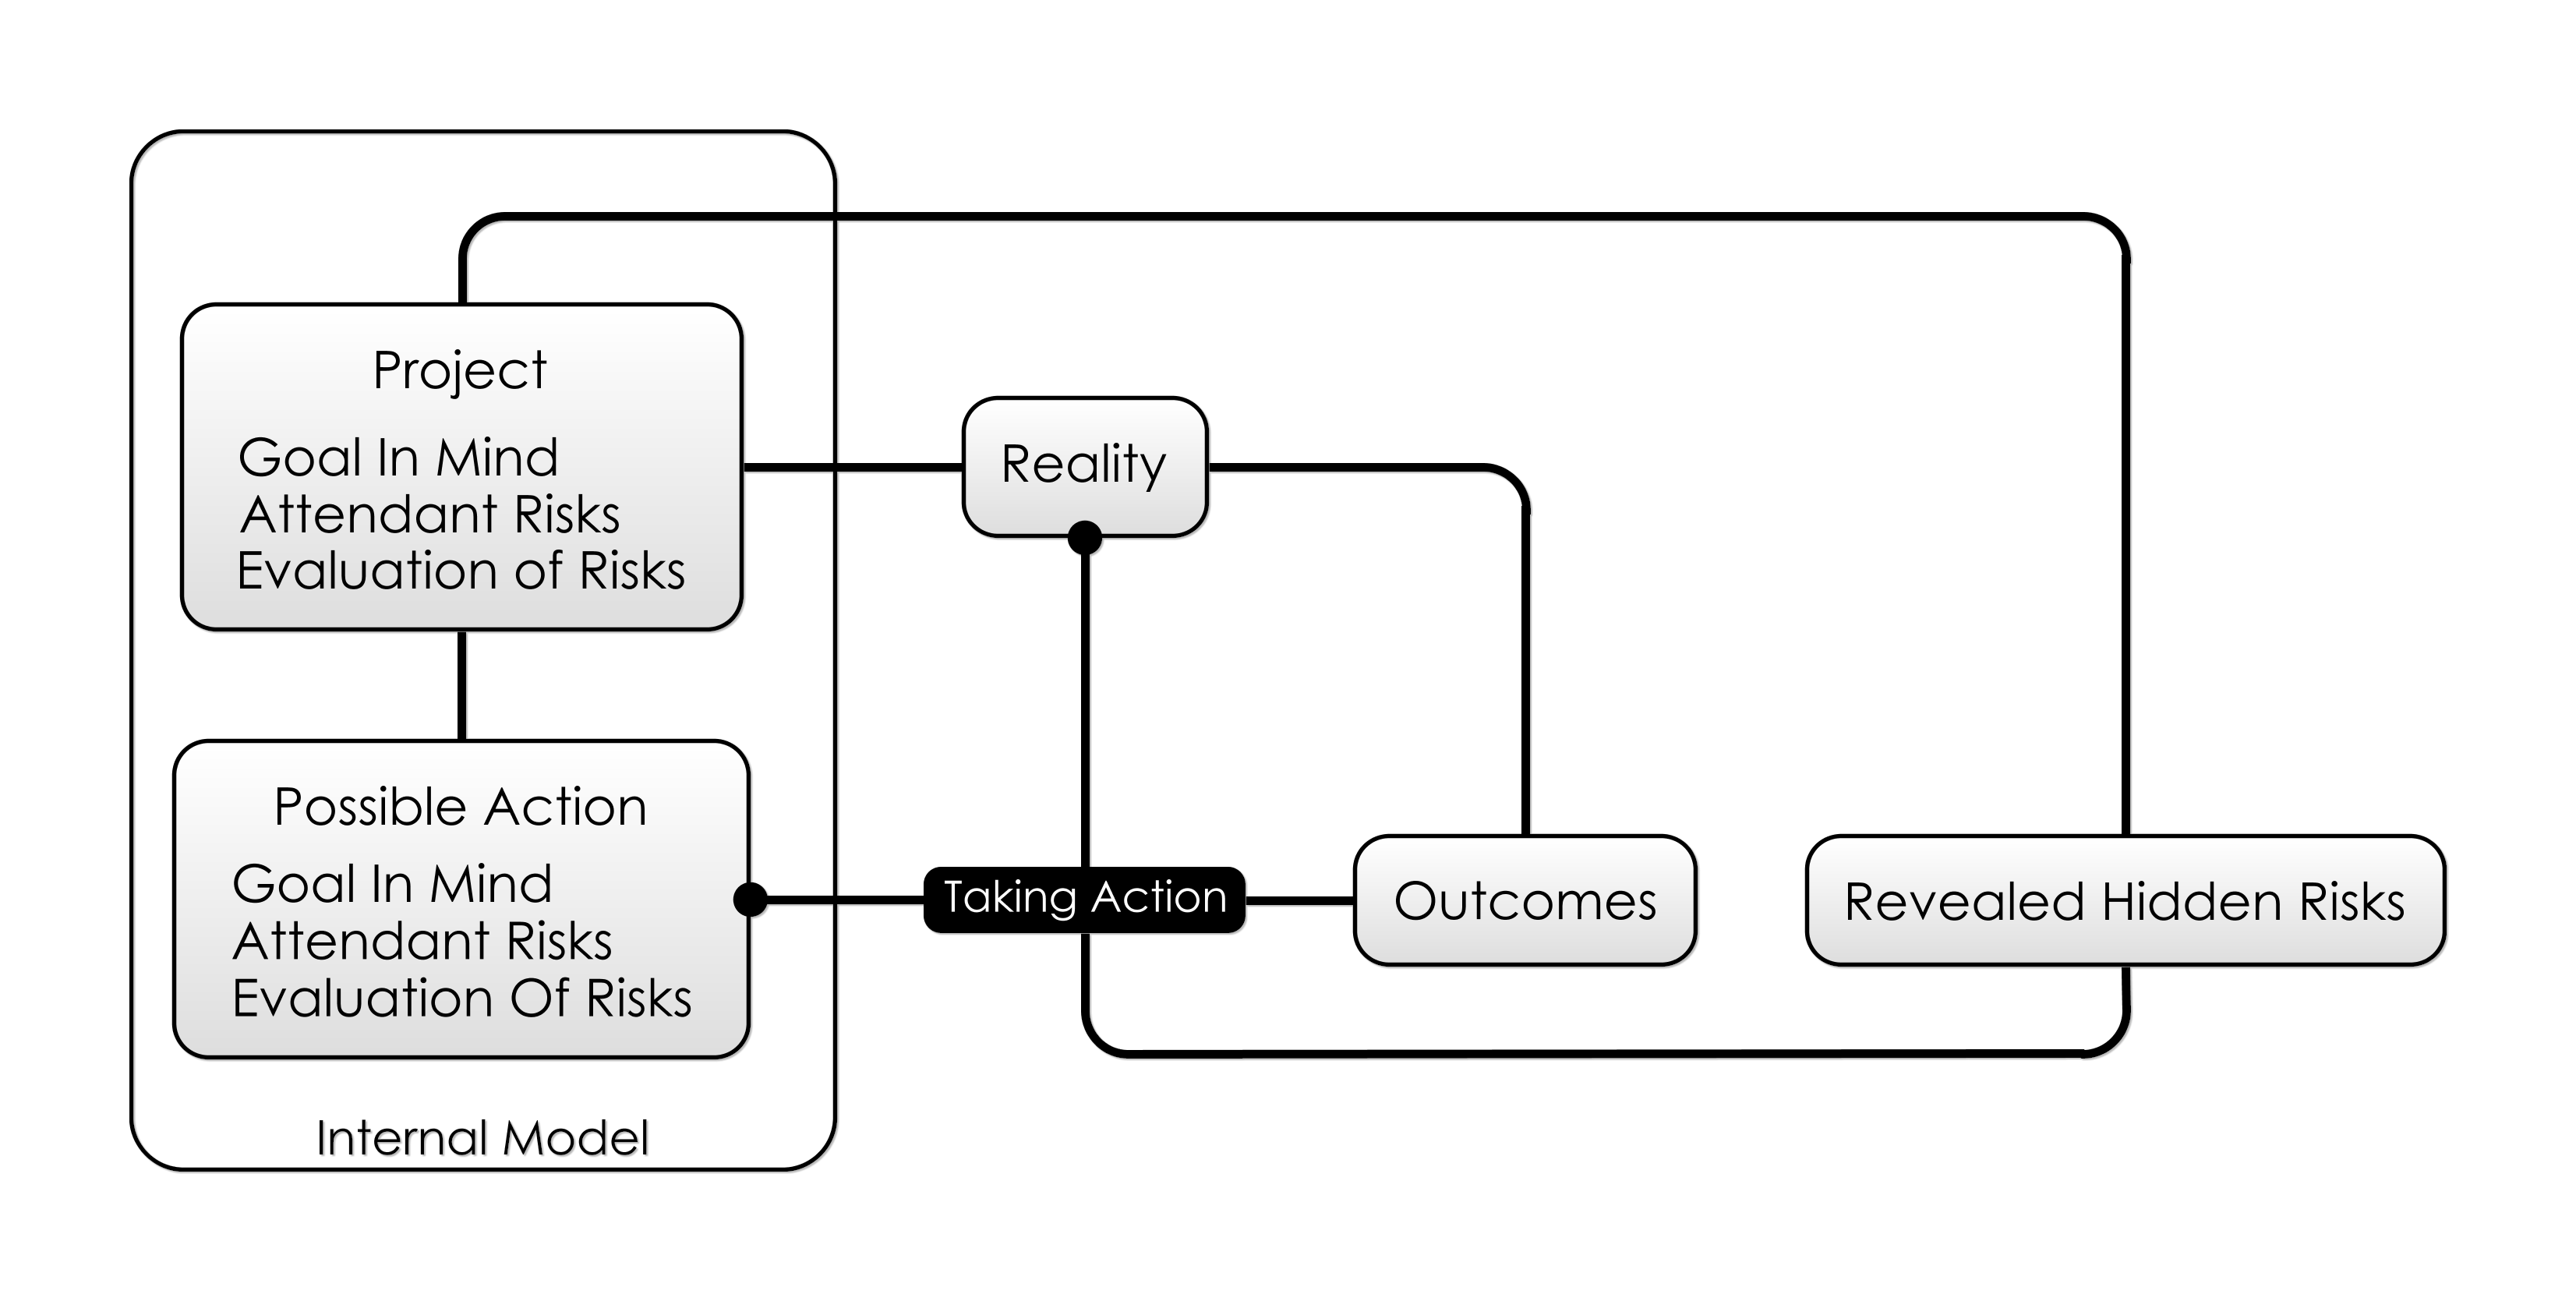 Project
Goal In Mind
Attendant Risks
Evaluation of Risks
Reality
Possible Action
Goal In Mind
Attendant Risks
Evaluation Of Risks
Taking Action
Outcomes
Revealed Hidden Risks
Internal Model